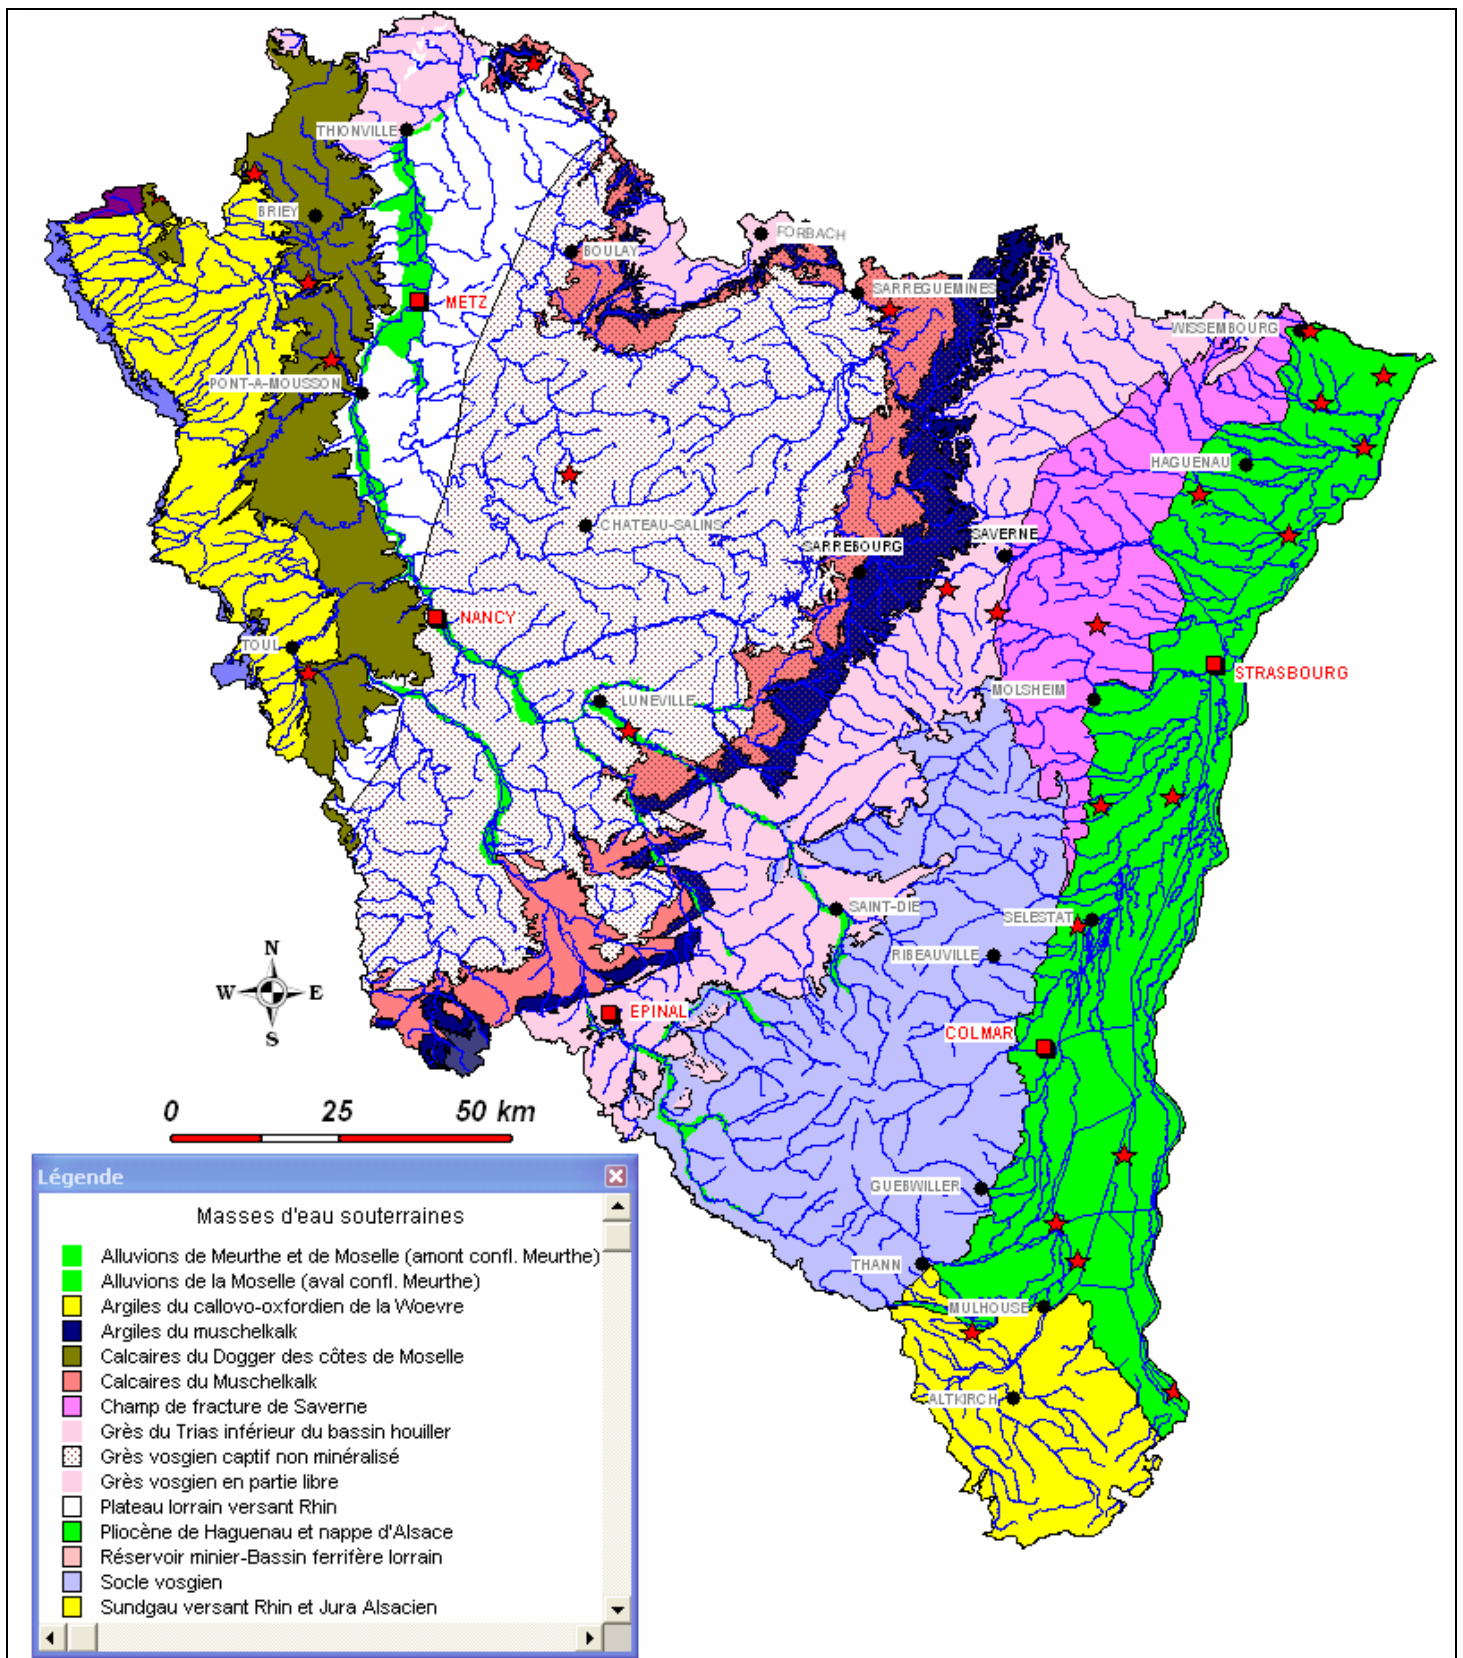 THIONVILLE
BRIEY
BOULAY
FORBACH
METZ
SARREGUEMINES
WISSEMBOURG
PONT-A-MOUSSON
HAGUENAU
CHATEAU-SALINS
SARREBOURG
SAVERNE
NANCY
TOUL
STRASBOURG
LUNEVILLE
MOLSHEIM
SAINT-DIE
SELESTAT
RIBEAUVILLE
N
W E
S
EPINAL
COLMAR
0 25 50 km
GUEBWILLER
THANN
MULHOUSE
ALTKIRCH
Légende
Masses d'eau souterraines
Alluvions de Meurthe et de Moselle (amont confl. Meurthe)
Alluvions de la Moselle (aval confl. Meurthe)
Argiles du callovo-oxfordien de la Woevre
Argiles du muschelkalk
Calcaires du Dogger des côtes de Moselle
Calcaires du Muschelkalk
Champ de fracture de Saverne
Grès du Trias inférieur du bassin houiller
Grès vosgien captif non minéralisé
Grès vosgien en partie libre
Plateau lorrain versant Rhin
Pliocène de Haguenau et nappe d'Alsace
Réservoir minier-Bassin ferrifère lorrain
Socle vosgien
Sundgau versant Rhin et Jura Alsacien